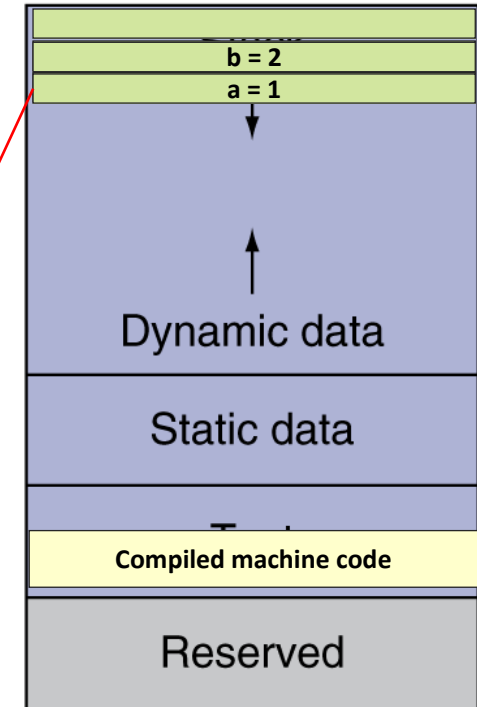 b = 2
a = 1
Dynamic data
Static data
Compiled machine code
Reserved